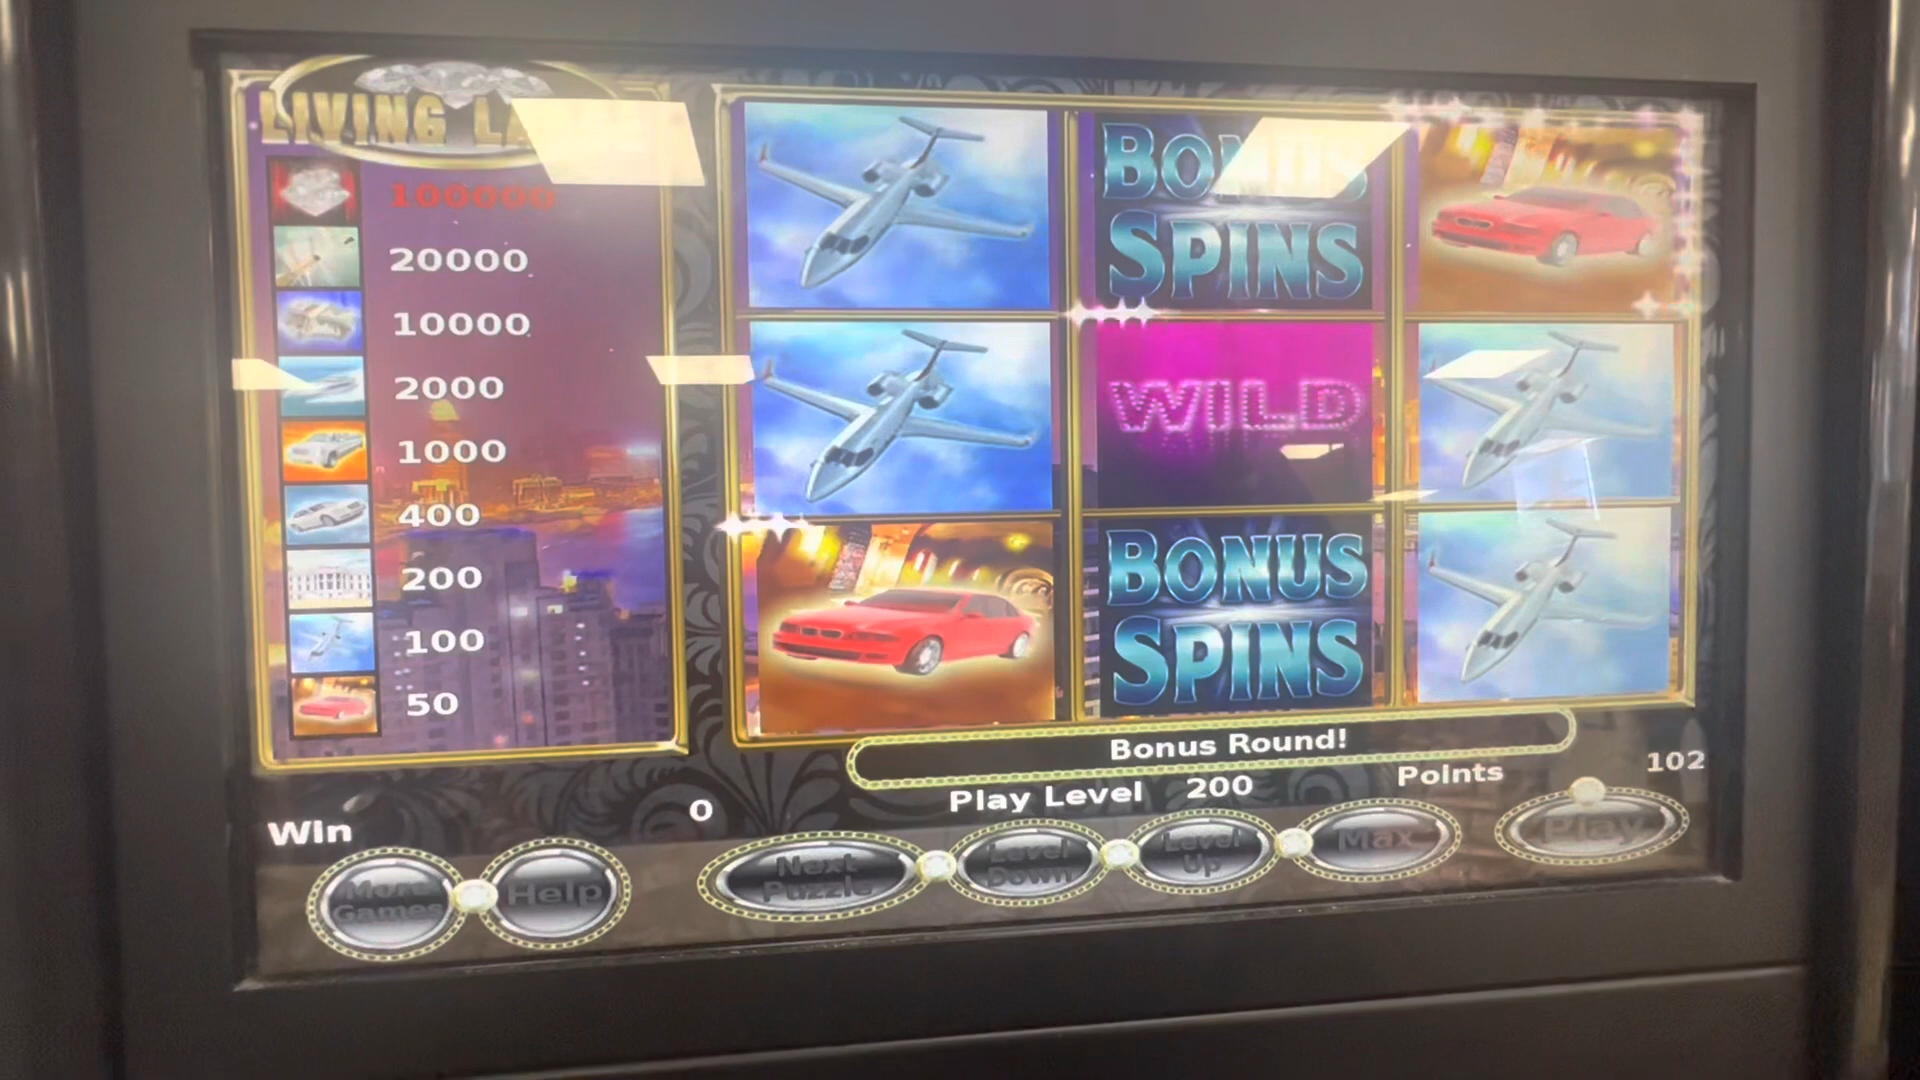 LIVING
100000
20000
10000
2000
1000
400
200
100
50
BONUS
SPINS
WILD
BONUS
SPINS
Bonus Round!
Win
0
Play Level
200
Points
102
More
Games
Help
Next
Puzzle
Level
Down
Level
Up
Max
Play